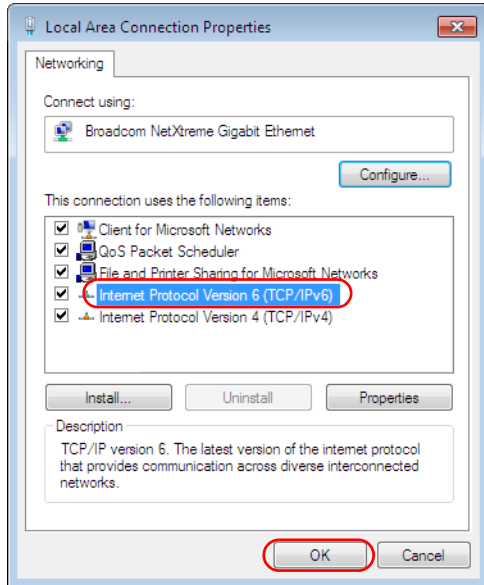 Local Area Connection Properties
Networking
Connect using:
Broadcom NetXtreme Gigabit Ethernet
Configure...
This connection uses the following items:
Client for Microsoft Networks
QoS Packet Scheduler
File and Printer Sharing for Microsoft Networks
Internet Protocol Version 6 (TCP/IPv6)
Internet Protocol Version 4 (TCP/IPv4)
Install... Uninstall Properties
Description
TCP/IP version 6. The latest version of the internet protocol
that provides communication across diverse interconnected
networks.
OK Cancel